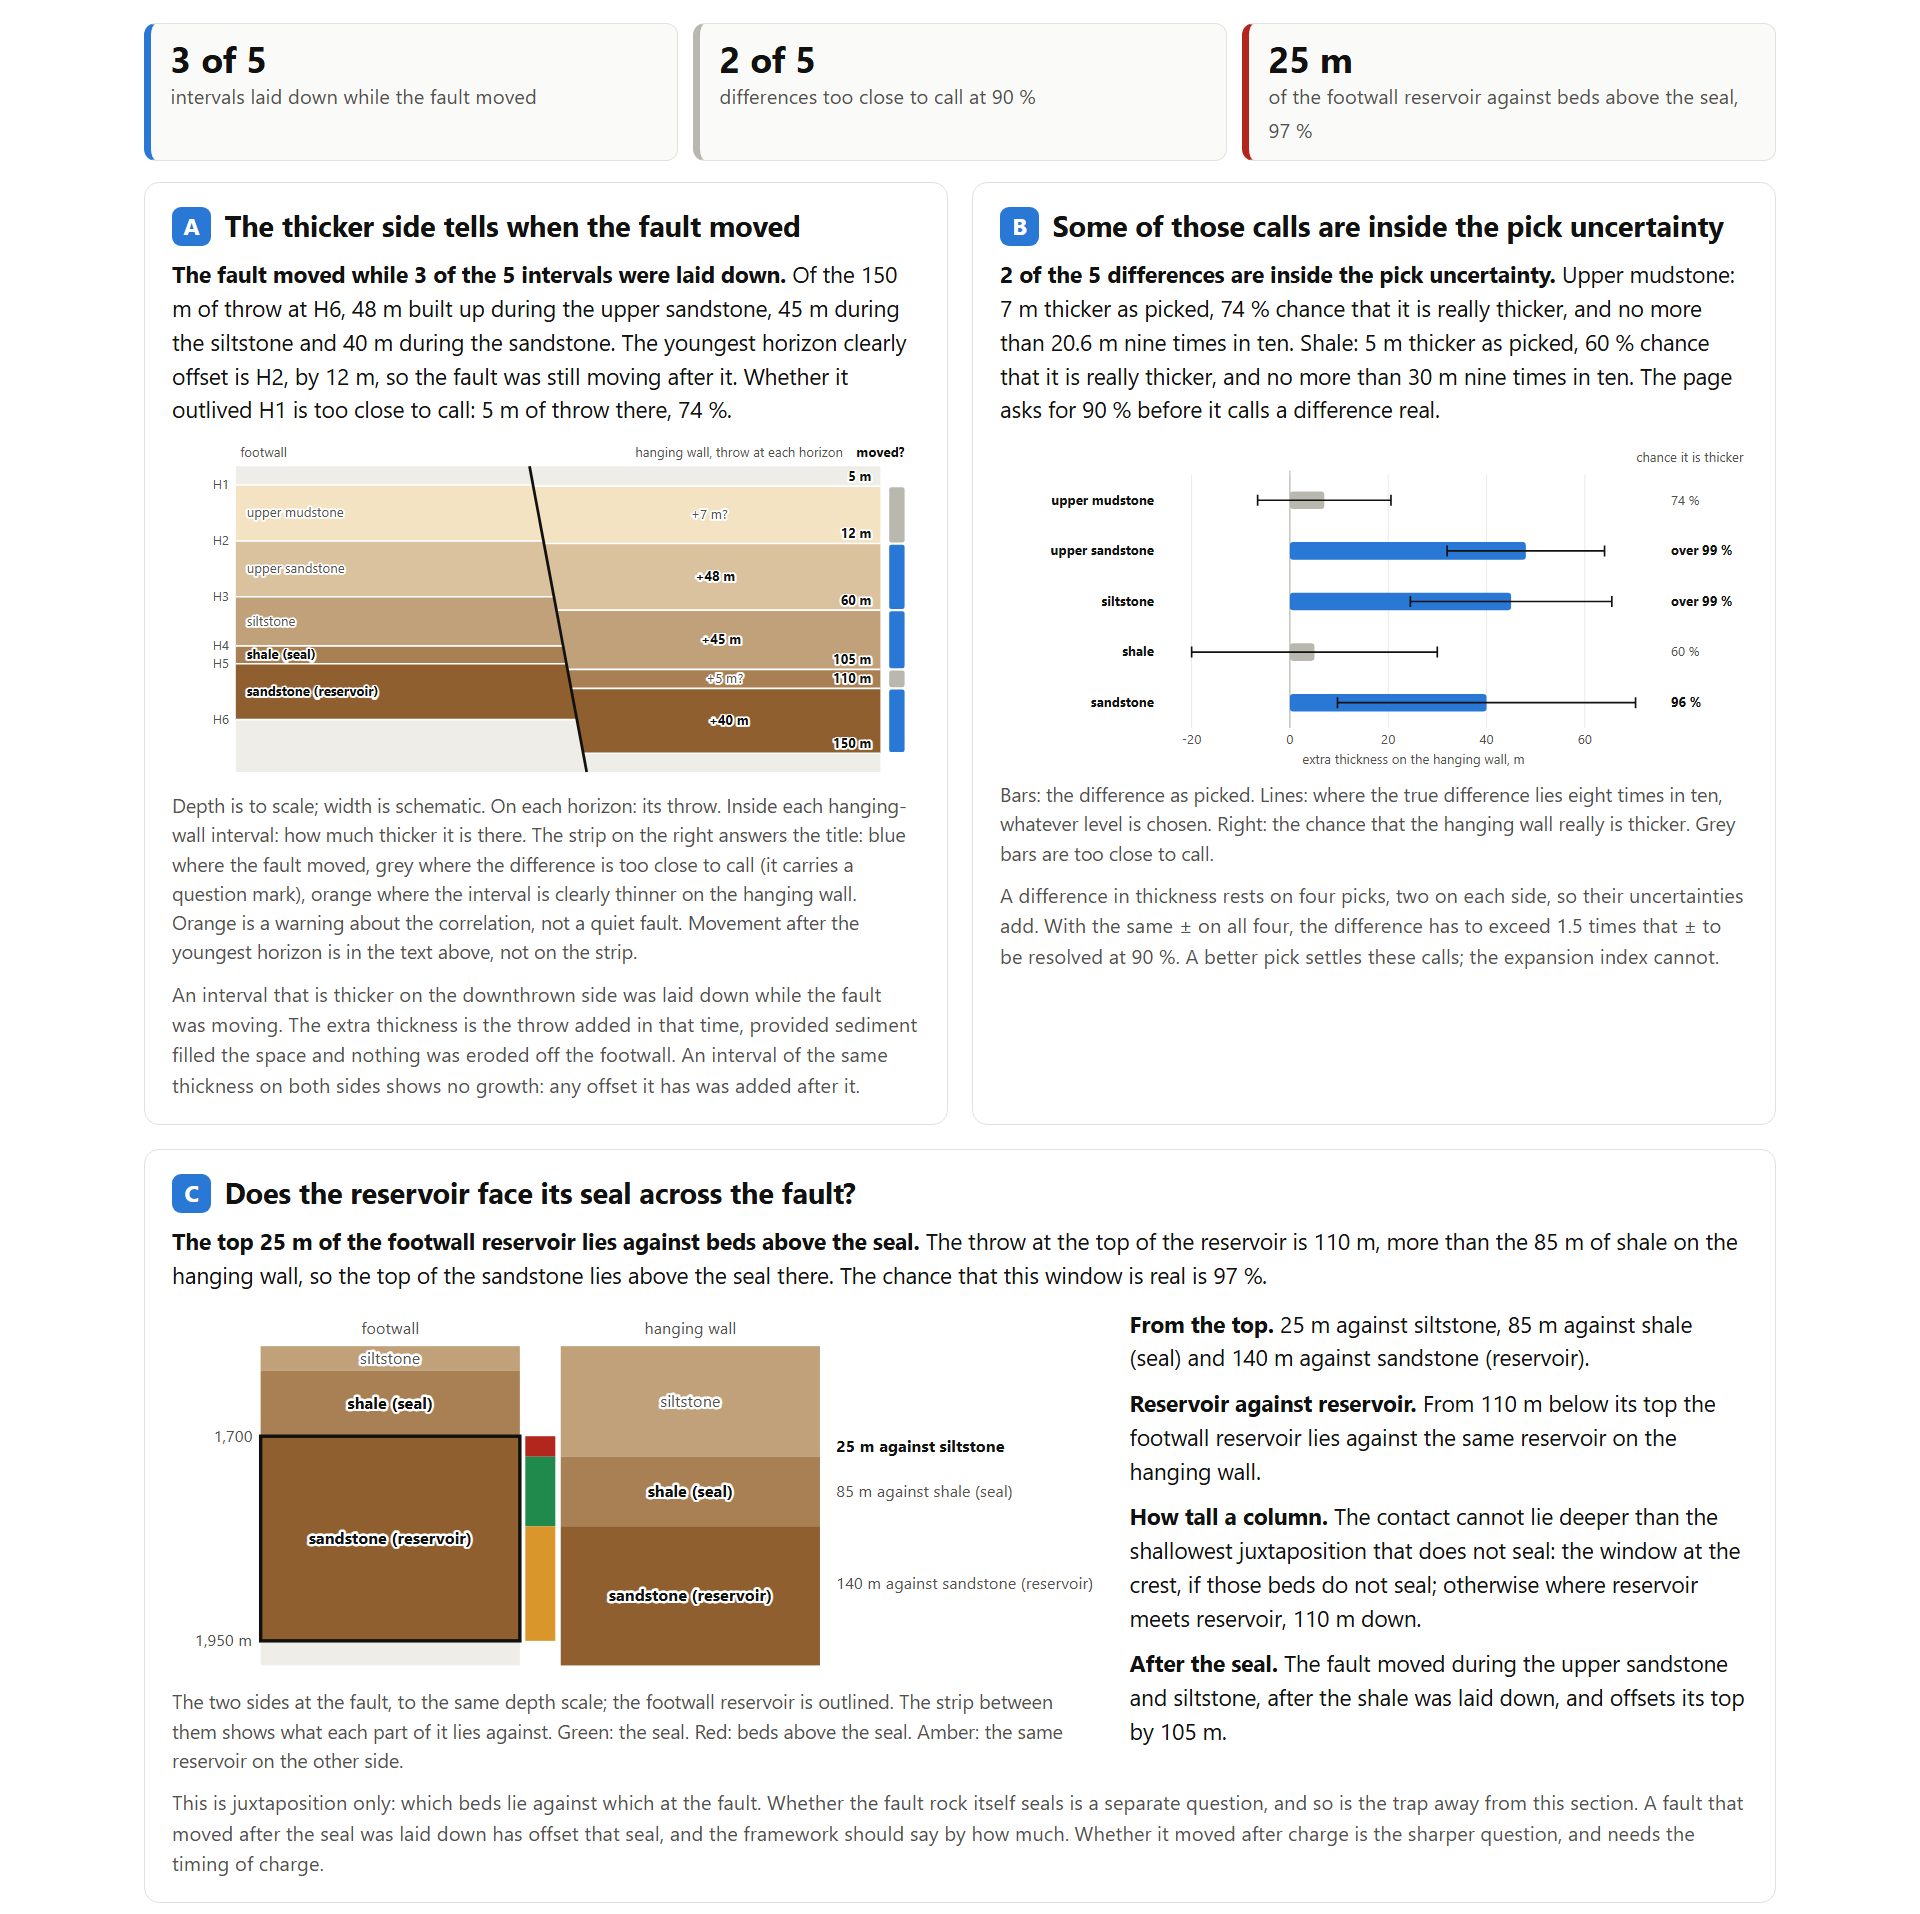 3 of 5
intervals laid down while the fault moved
2 of 5
differences too close to call at 90 %
25 m
of the footwall reservoir against beds above the seal,
97 %
A The thicker side tells when the fault moved
The fault moved while 3 of the 5 intervals were laid down. Of the 150
m of throw at H6, 48 m built up during the upper sandstone, 45 m during
the siltstone and 40 m during the sandstone. The youngest horizon clearly
offset is H2, by 12 m, so the fault was still moving after it. Whether it
outlived H1 is too close to call: 5 m of throw there, 74 %.
footwall
hanging wall, throw at each horizon moved?
5 m
H1
upper mudstone
+7 m?
12 m
H2
upper sandstone
+48 m
H3
60 m
siltstone
+45 m
H4
shale (seal)
105 m
H5
+5 m?
110 m
sandstone (reservoir)
H6
+40 m
150 m
Depth is to scale; width is schematic. On each horizon: its throw. Inside each hanging-
wall interval: how much thicker it is there. The strip on the right answers the title: blue
where the fault moved, grey where the difference is too close to call (it carries a
question mark), orange where the interval is clearly thinner on the hanging wall.
Orange is a warning about the correlation, not a quiet fault. Movement after the
youngest horizon is in the text above, not on the strip.
An interval that is thicker on the downthrown side was laid down while the fault
was moving. The extra thickness is the throw added in that time, provided sediment
filled the space and nothing was eroded off the footwall. An interval of the same
thickness on both sides shows no growth: any offset it has was added after it.
B Some of those calls are inside the pick uncertainty
2 of the 5 differences are inside the pick uncertainty. Upper mudstone:
7 m thicker as picked, 74 % chance that it is really thicker, and no more
than 20.6 m nine times in ten. Shale: 5 m thicker as picked, 60 % chance
that it is really thicker, and no more than 30 m nine times in ten. The page
asks for 90 % before it calls a difference real.
chance it is thicker
upper mudstone
74 %
upper sandstone
over 99 %
siltstone
over 99 %
shale
60 %
sandstone
96 %
-20 0 20 40 60
extra thickness on the hanging wall, m
Bars: the difference as picked. Lines: where the true difference lies eight times in ten,
whatever level is chosen. Right: the chance that the hanging wall really is thicker. Grey
bars are too close to call.
A difference in thickness rests on four picks, two on each side, so their uncertainties
add. With the same ± on all four, the difference has to exceed 1.5 times that ± to
be resolved at 90 %. A better pick settles these calls; the expansion index cannot.
C Does the reservoir face its seal across the fault?
The top 25 m of the footwall reservoir lies against beds above the seal. The throw at the top of the reservoir is 110 m, more than the 85 m of shale on the
hanging wall, so the top of the sandstone lies above the seal there. The chance that this window is real is 97 %.
footwall
hanging wall
siltstone
shale (seal)
siltstone
1,700
25 m against siltstone
shale (seal)
85 m against shale (seal)
sandstone (reservoir)
sandstone (reservoir)
140 m against sandstone (reservoir)
1,950 m
The two sides at the fault, to the same depth scale; the footwall reservoir is outlined. The strip between
them shows what each part of it lies against. Green: the seal. Red: beds above the seal. Amber: the same
reservoir on the other side.
From the top. 25 m against siltstone, 85 m against shale
(seal) and 140 m against sandstone (reservoir).
Reservoir against reservoir. From 110 m below its top the
footwall reservoir lies against the same reservoir on the
hanging wall.
How tall a column. The contact cannot lie deeper than the
shallowest juxtaposition that does not seal: the window at the
crest, if those beds do not seal; otherwise where reservoir
meets reservoir, 110 m down.
After the seal. The fault moved during the upper sandstone
and siltstone, after the shale was laid down, and offsets its top
by 105 m.
This is juxtaposition only: which beds lie against which at the fault. Whether the fault rock itself seals is a separate question, and so is the trap away from this section. A fault that
moved after the seal was laid down has offset that seal, and the framework should say by how much. Whether it moved after charge is the sharper question, and needs the
timing of charge.